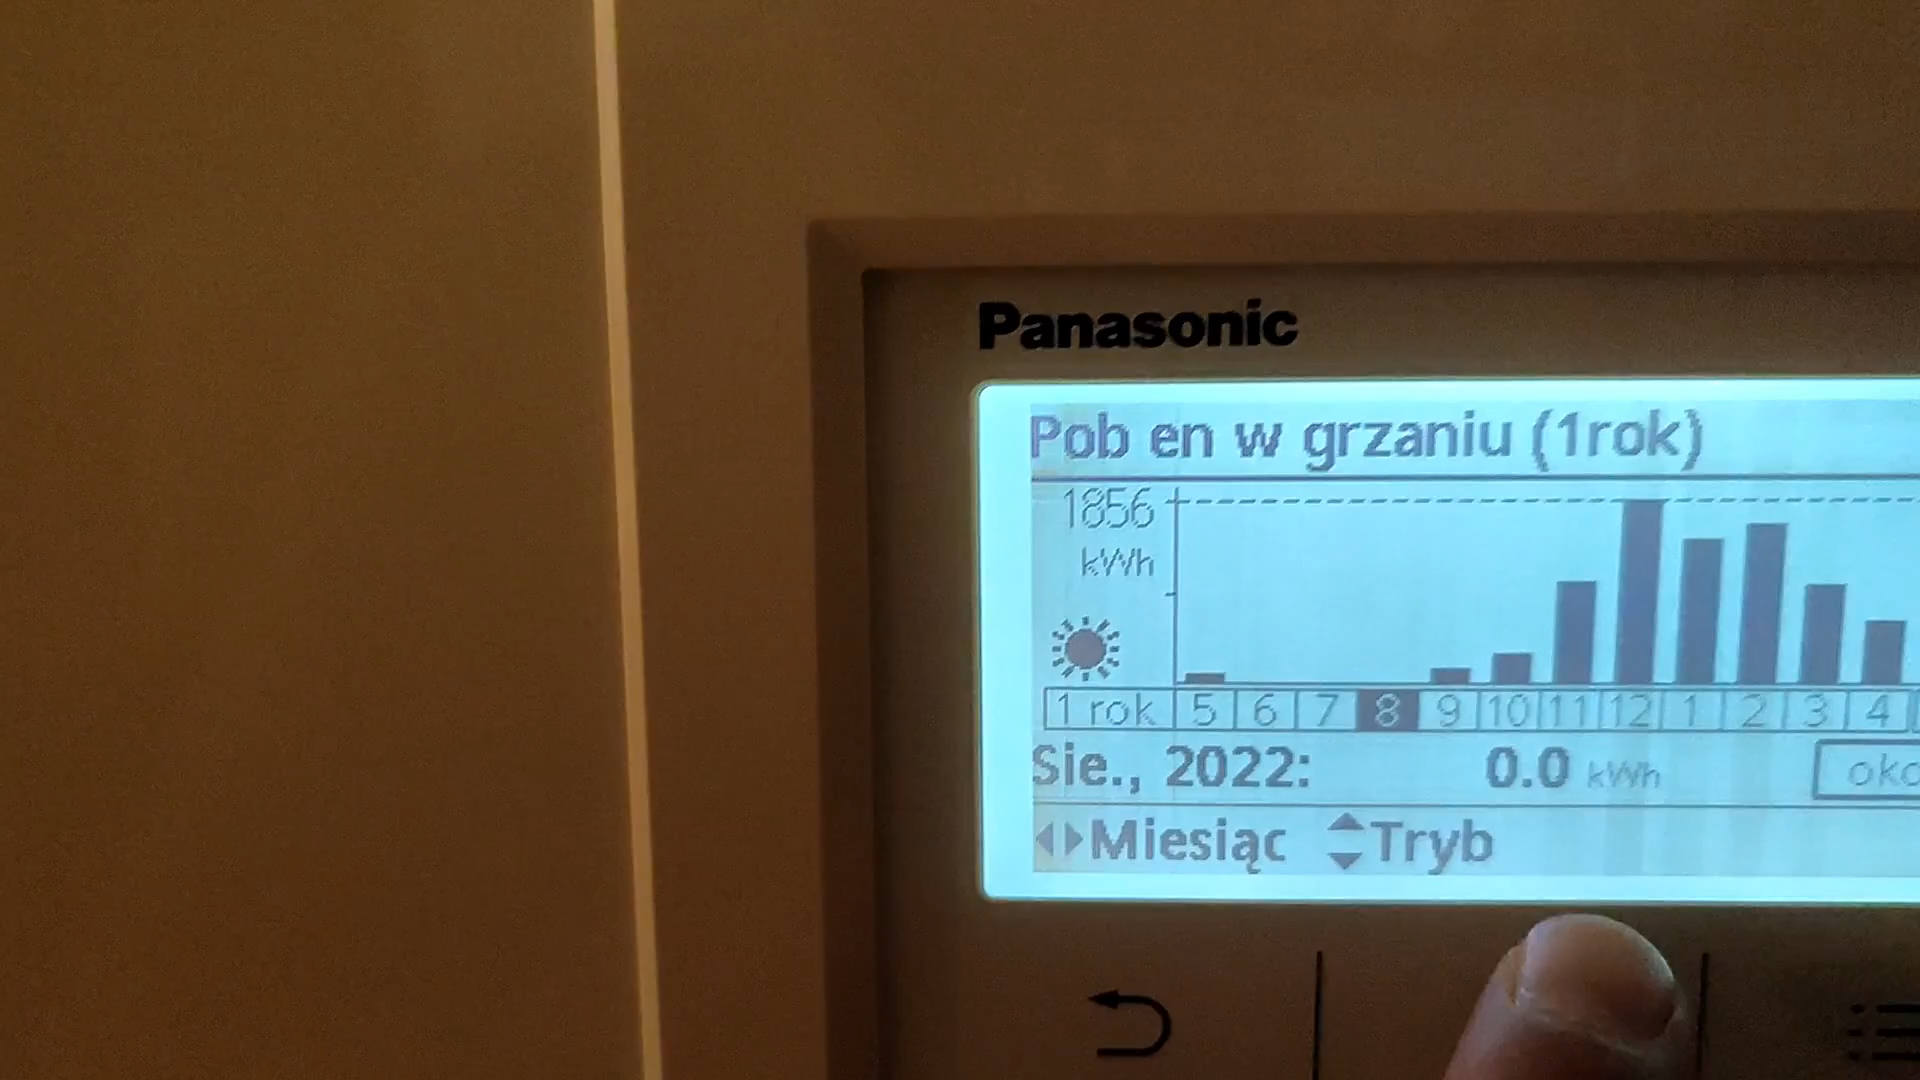 Panasonic
Pob en w grzaniu (1rok)
1856
kWh
1 rok 5 6 7 8 9 10 11 12 1 2 3 4
Sie., 2022: 0.0 kWh
Miesiąc Tryb